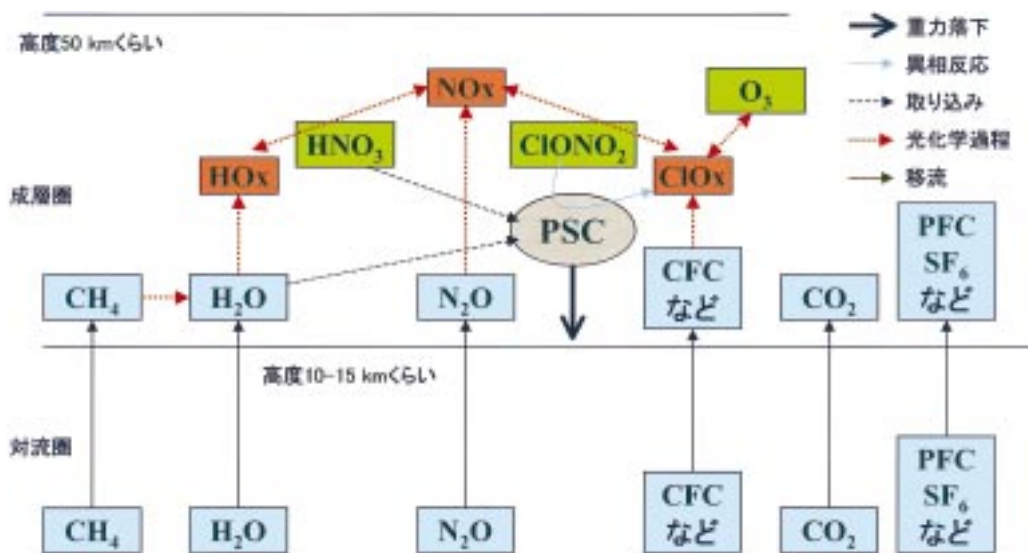 高度50 kmくらい
重力落下
異相反応
取り込み
光化学過程
移流
NOx
O₃
HNO₃
ClONO₂
HOx
ClOx
成層圏
PSC
PFC
SF₆
など
CH₄
H₂O
N₂O
CFC
など
CO₂
高度10-15 kmくらい
対流圏
CH₄
H₂O
N₂O
CFC
など
CO₂
PFC
SF₆
など